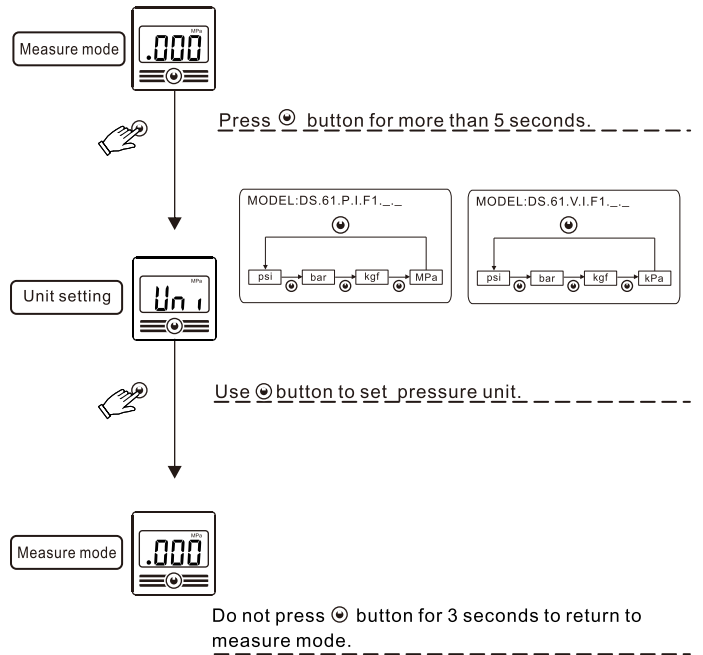 MPa
.000
Measure mode
Press button for more than 5 seconds.
MODEL:DS.61.P.I.F1._._
psi bar kgf MPa
MODEL:DS.61.V.I.F1._._
psi bar kgf kPa
MPa
Uni
Unit setting
Use button to set pressure unit.
MPa
.000
Measure mode
Do not press button for 3 seconds to return to
measure mode.